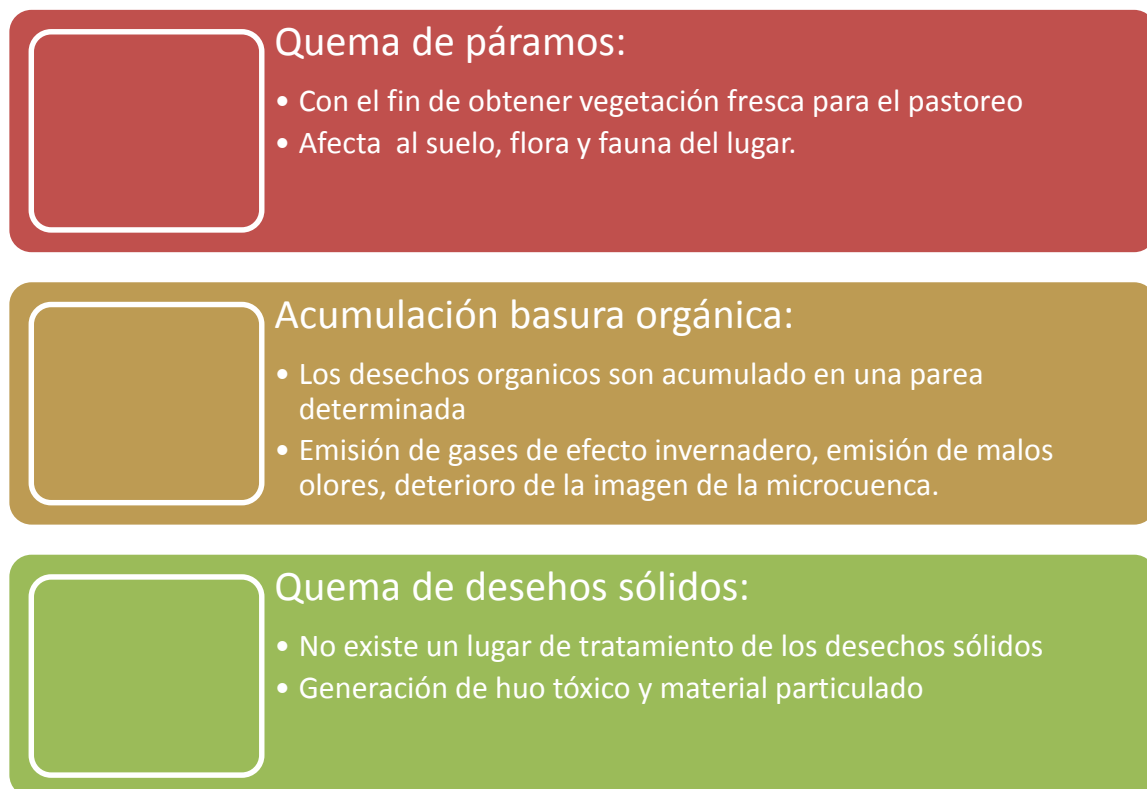 Quema de páramos:
• Con el fin de obtener vegetación fresca para el pastoreo
• Afecta al suelo, flora y fauna del lugar.
Acumulación basura orgánica:
• Los desechos organicos son acumulado en una parea
determinada
• Emisión de gases de efecto invernadero, emisión de malos
olores, deterioro de la imagen de la microcuenca.
Quema de desehos sólidos:
• No existe un lugar de tratamiento de los desechos sólidos
• Generación de huo tóxico y material particulado